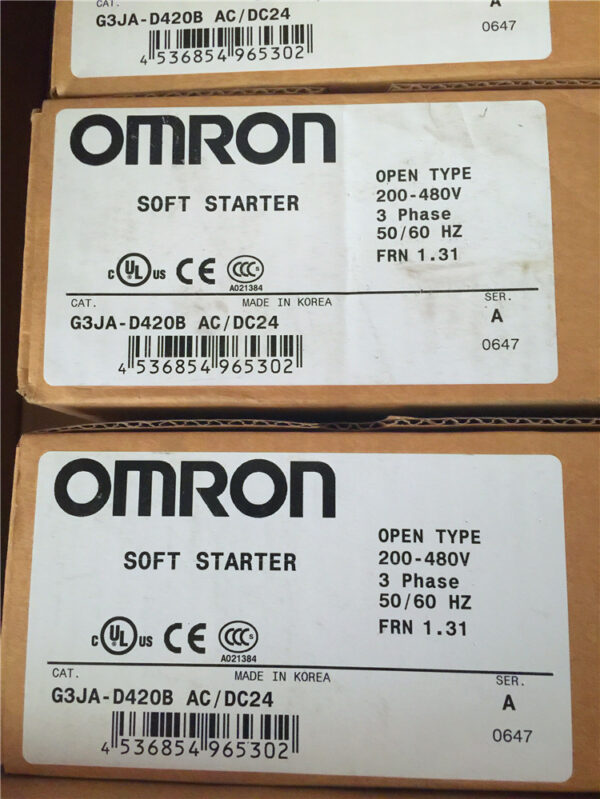 CAT.
A
G3JA-D420B AC/DC24
0647
4 536854 965302
OMRON
OPEN TYPE
SOFT STARTER
200-480V
3 Phase
50/60 HZ
FRN 1.31
c UL us CE CCC S
A021384
CAT.
MADE IN KOREA
SER.
G3JA-D420B AC/DC24
A
0647
4 536854 965302
OMRON
OPEN TYPE
SOFT STARTER
200-480V
3 Phase
50/60 HZ
FRN 1.31
c UL us CE CCC S
A021384
CAT.
MADE IN KOREA
SER.
G3JA-D420B AC/DC24
A
0647
4 536854 965302